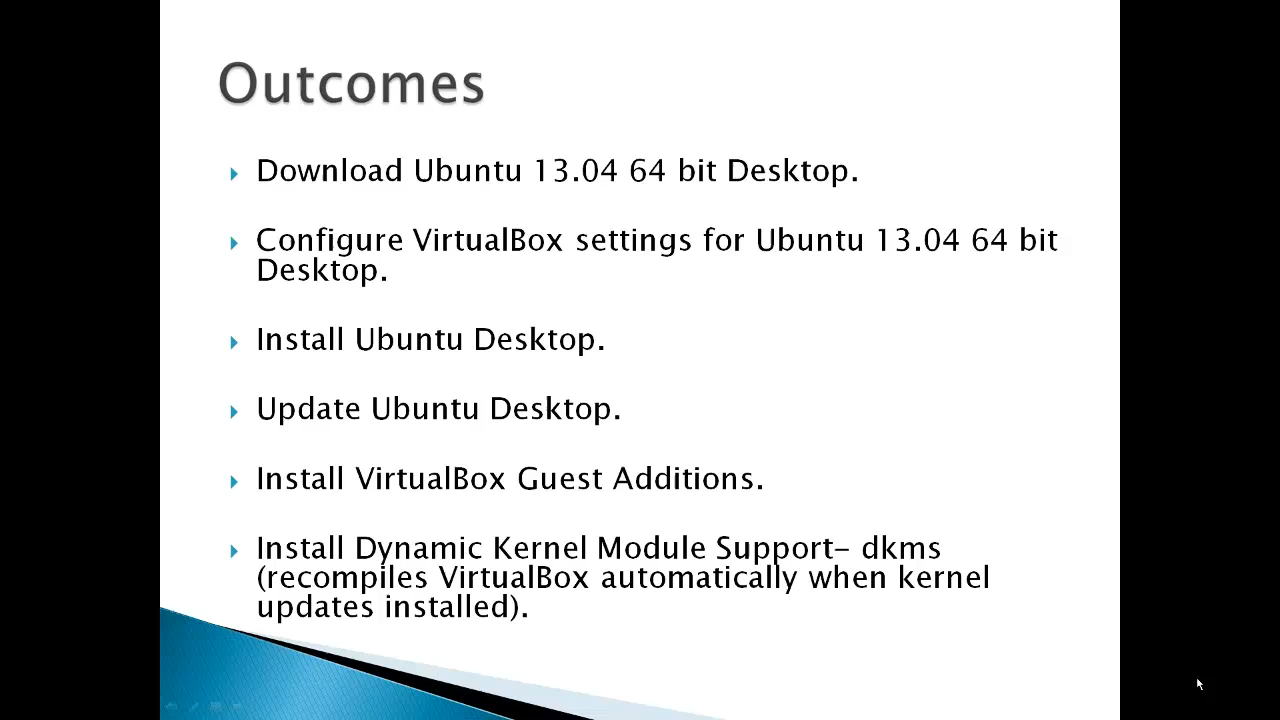 Outcomes
Download Ubuntu 13.04 64 bit Desktop.
Configure VirtualBox settings for Ubuntu 13.04 64 bit
Desktop.
Install Ubuntu Desktop.
Update Ubuntu Desktop.
Install VirtualBox Guest Additions.
Install Dynamic Kernel Module Support– dkms
(recompiles VirtualBox automatically when kernel
updates installed).